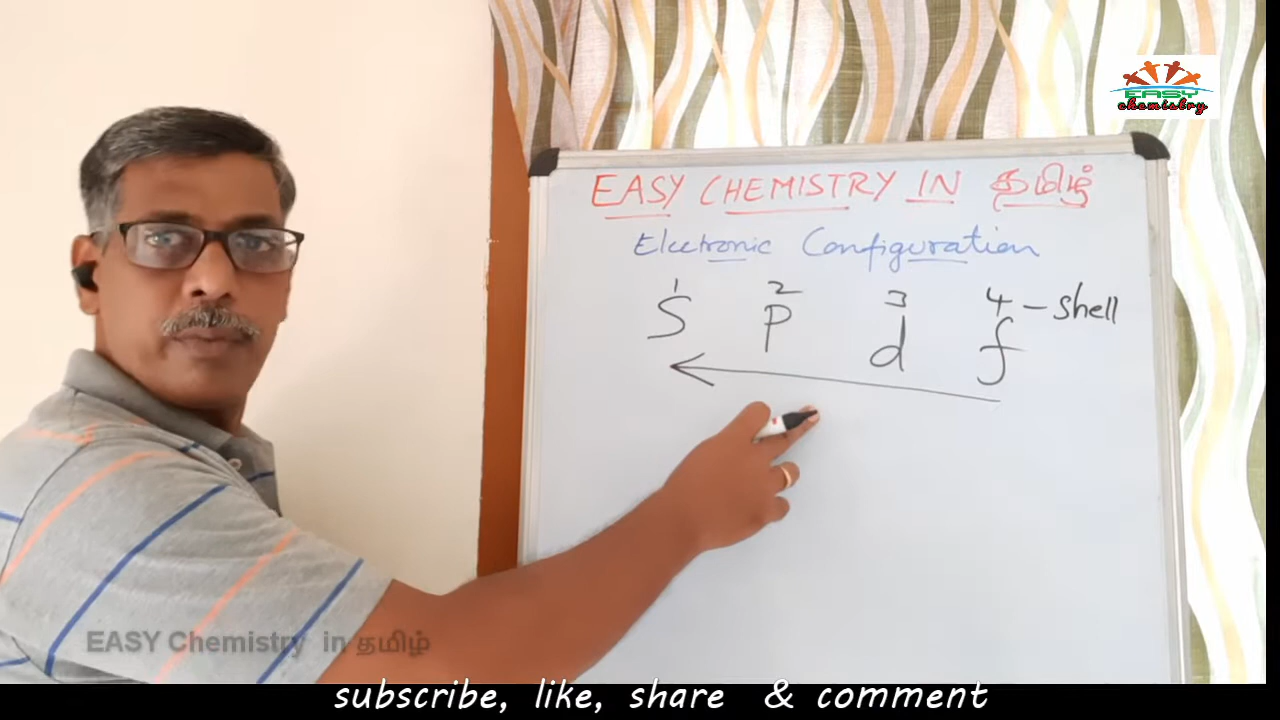 EASY
chemistry
EASY CHEMISTRY IN தமிழ்
Electronic Configuration
1 2 3 4 - Shell
S p d f
EASY Chemistry in தமிழ்
subscribe, like, share & comment